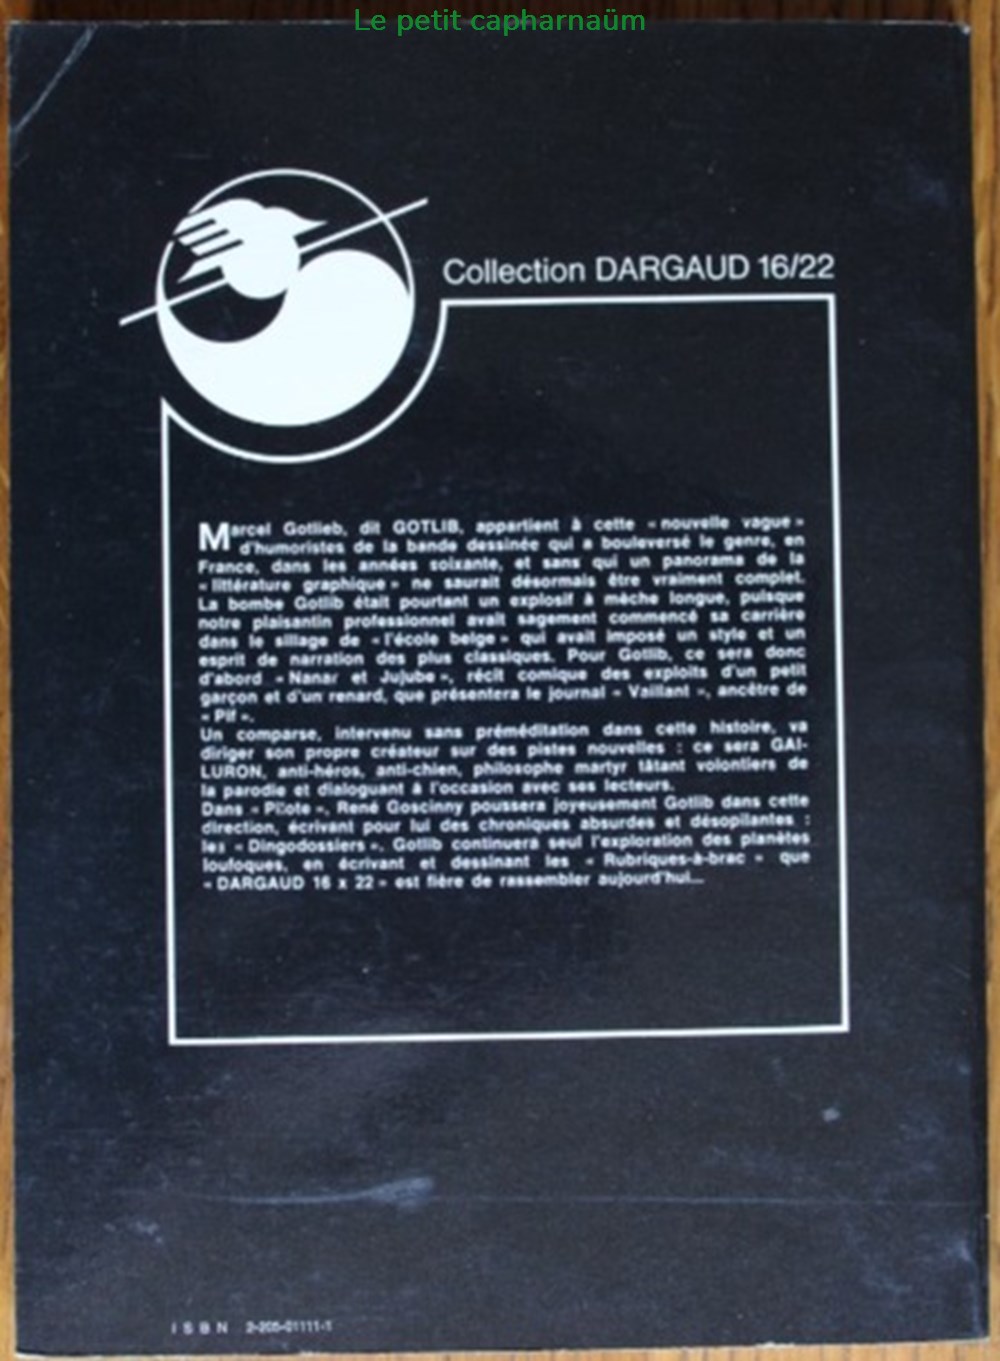 Le petit capharnaüm
Collection DARGAUD 16/22
Marcel Gotlieb, dit GOTLIB, appartient à cette « nouvelle vague »
d'humoristes de la bande dessinée qui a bouleversé le genre, en
France, dans les années soixante, et sans qui un panorama de la
« littérature graphique » ne saurait désormais être vraiment complet.
La bombe Gotlib était pourtant un explosif à mèche longue, puisque
notre plaisantin professionnel avait sagement commencé sa carrière
dans le sillage de « l'école belge » qui avait imposé un style et un
esprit de narration des plus classiques. Pour Gotlib, ce sera donc
d'abord « Nanar et Jujube », récit comique des exploits d'un petit
garçon et d'un renard, que présentera le journal « Vaillant », ancêtre de
« Pif ».
Un comparse, intervenu sans préméditation dans cette histoire, va
diriger son propre créateur sur des pistes nouvelles : ce sera GAI-
LURON, anti-héros, anti-chien, philosophe martyr tâtant volontiers de
la parodie et dialoguant à l'occasion avec ses lecteurs.
Dans « Pilote », René Goscinny poussera joyeusement Gotlib dans cette
direction, écrivant pour lui des chroniques absurdes et désopilantes :
les « Dingodossiers ». Gotlib continuera seul l'exploration des planètes
loufoques, en écrivant et dessinant les « Rubriques-à-brac » que
« DARGAUD 16 x 22 » est fière de rassembler aujourd'hui...
ISBN 2-205-01111-1